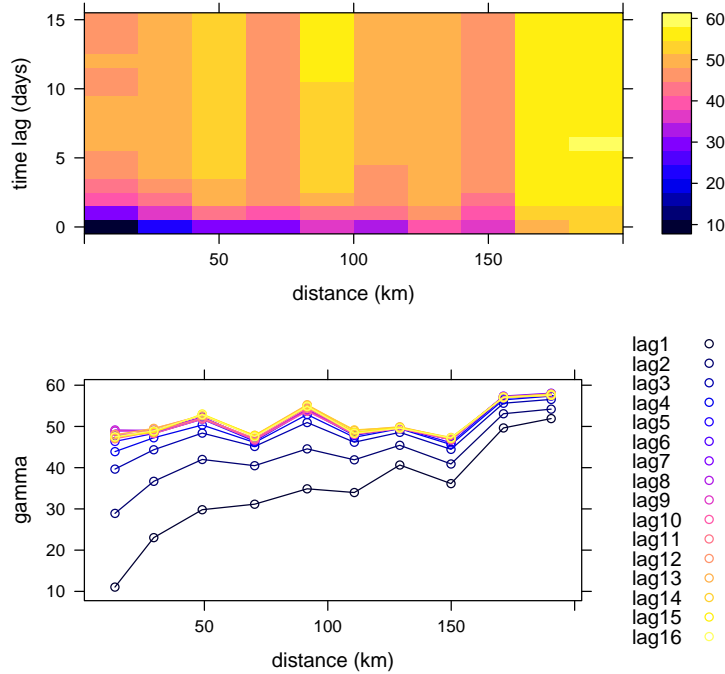 15
10
5
0
time lag (days)
50
100
150
distance (km)
60
50
40
30
20
10
60
50
40
30
20
10
gamma
50
100
150
distance (km)
lag1
lag2
lag3
lag4
lag5
lag6
lag7
lag8
lag9
lag10
lag11
lag12
lag13
lag14
lag15
lag16